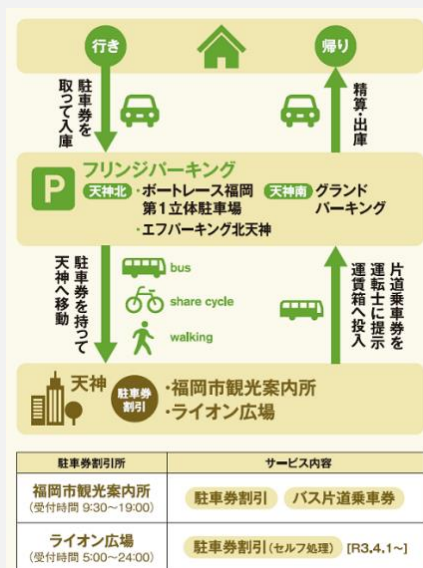 行き
帰り
駐車券を
取って入庫
精算・出庫
P
フリンジパーキング
天神北
・ボートレース福岡
第1立体駐車場
・エフパーキング北天神
天神南
グランド
パーキング
駐車券を持って
天神へ移動
bus
share cycle
walking
片道乗車券を
運転士に提示
運賃箱へ投入
天神
駐車券
割引
・福岡市観光案内所
・ライオン広場
駐車券割引所
サービス内容
福岡市観光案内所
(受付時間 9:30〜19:00)
駐車券割引 バス片道乗車券
ライオン広場
(受付時間 5:00〜24:00)
駐車券割引(セルフ処理) [R3.4.1〜]